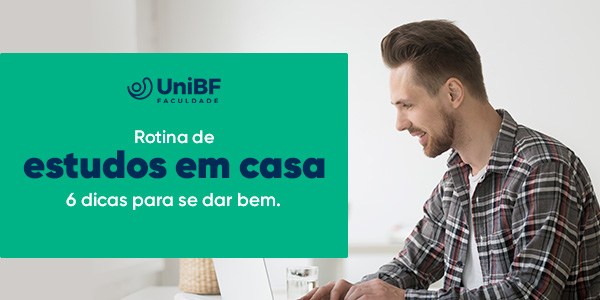 UniBF
FACULDADE
Rotina de
estudos em casa
6 dicas para se dar bem.